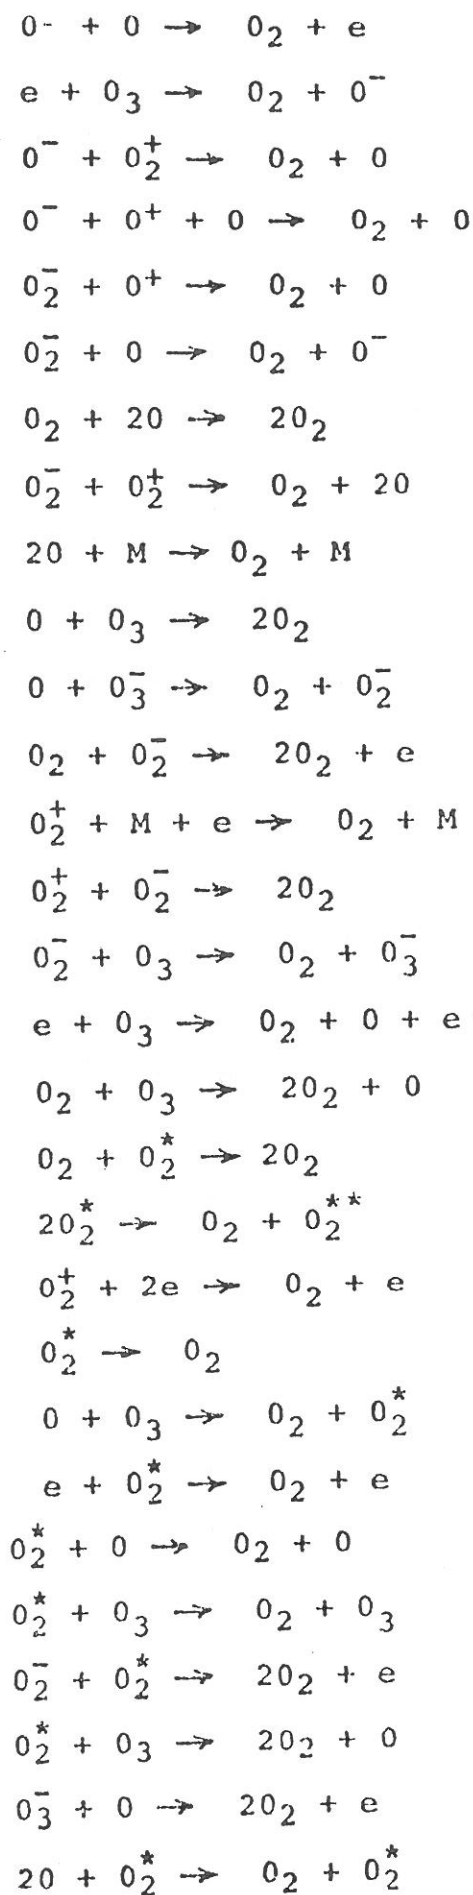 O⁻ + O → O₂ + e
e + O₃ → O₂ + O⁻
O⁻ + O₂⁺ → O₂ + O
O⁻ + O⁺ + O → O₂ + O
O₂⁻ + O⁺ → O₂ + O
O₂⁻ + O → O₂ + O⁻
O₂ + 2O → 2O₂
O₂⁻ + O₂⁺ → O₂ + 2O
2O + M → O₂ + M
O + O₃ → 2O₂
O + O₃⁻ → O₂ + O₂⁻
O₂ + O₂⁻ → 2O₂ + e
O₂⁺ + M + e → O₂ + M
O₂⁺ + O₂⁻ → 2O₂
O₂⁻ + O₃ → O₂ + O₃⁻
e + O₃ → O₂ + O + e
O₂ + O₃ → 2O₂ + O
O₂ + O₂* → 2O₂
2O₂* → O₂ + O₂**
O₂⁺ + 2e → O₂ + e
O₂* → O₂
O + O₃ → O₂ + O₂*
e + O₂* → O₂ + e
O₂* + O → O₂ + O
O₂* + O₃ → O₂ + O₃
O₂⁻ + O₂* → 2O₂ + e
O₂* + O₃ → 2O₂ + O
O₃⁻ + O → 2O₂ + e
2O + O₂* → O₂ + O₂*